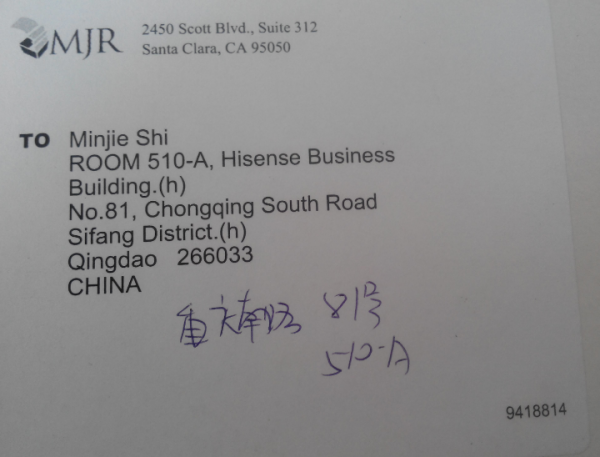 MJR
2450 Scott Blvd., Suite 312
Santa Clara, CA 95050
TO Minjie Shi
ROOM 510-A, Hisense Business
Building.(h)
No.81, Chongqing South Road
Sifang District.(h)
Qingdao 266033
CHINA
重庆南路 81号
510-A
9418814